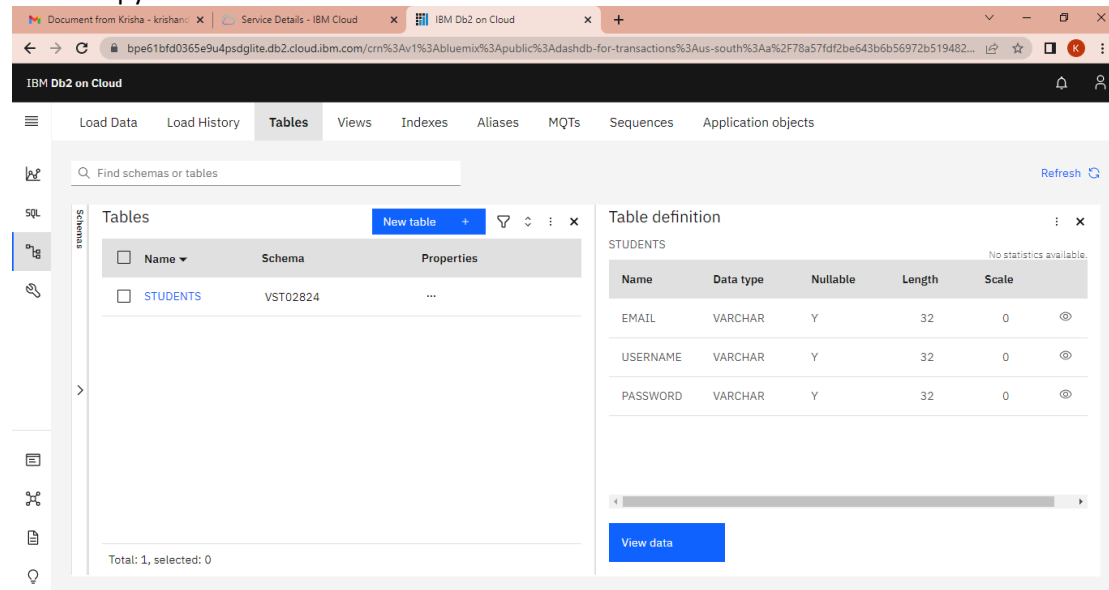 py
Document from Krisha - krishand
Service Details - IBM Cloud
IBM Db2 on Cloud
bpe61bfd0365e9u4psdglite.db2.cloud.ibm.com/crn%3Av1%3Abluemix%3Apublic%3Adashdb-for-transactions%3Aus-south%3Aa%2F78a57fdf2be643b6b56972b519482...
K
IBM Db2 on Cloud
Load Data Load History Tables Views Indexes Aliases MQTs Sequences Application objects
Find schemas or tables
Refresh
SQL
Schemas
Tables
New table +
Name Schema Properties
STUDENTS VST02824 ...
Total: 1, selected: 0
Table definition
STUDENTS
No statistics available.
Name Data type Nullable Length Scale
EMAIL VARCHAR Y 32 0
USERNAME VARCHAR Y 32 0
PASSWORD VARCHAR Y 32 0
View data